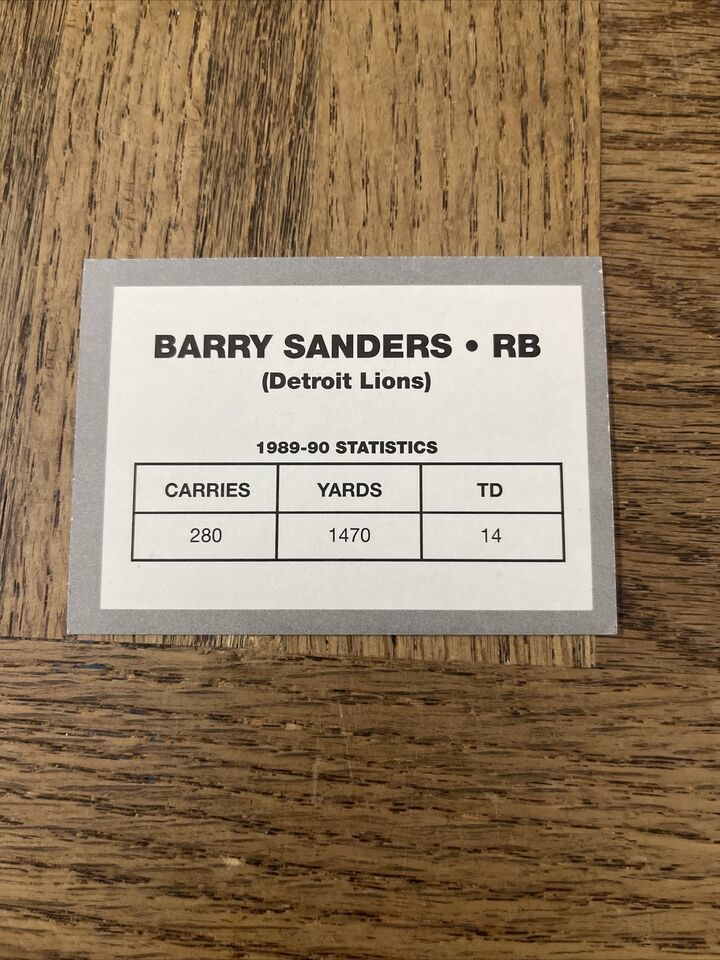 BARRY SANDERS • RB
(Detroit Lions)
1989-90 STATISTICS
CARRIES YARDS TD
280 1470 14